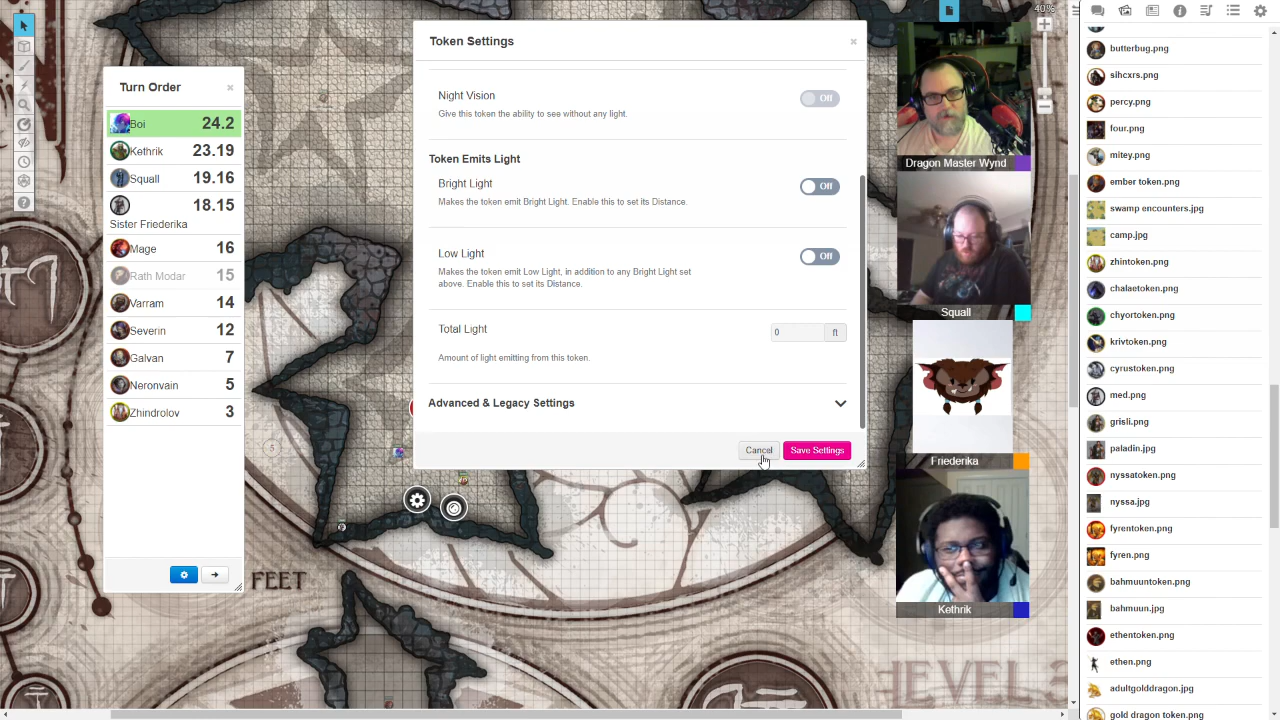 Turn Order
Boi 24.2
Kethrik 23.19
Squall 19.16
18.15
Sister Friederika
Mage 16
Rath Modar 15
Varram 14
Severin 12
Galvan 7
Neronvain 5
Zhindrolov 3
FEET
5
LEVEL 3
Token Settings
Night Vision
Off
Give this token the ability to see without any light.
Token Emits Light
Bright Light
Off
Makes the token emit Bright Light. Enable this to set its Distance.
Low Light
Off
Makes the token emit Low Light, in addition to any Bright Light set
above. Enable this to set its Distance.
Total Light
0 ft
Amount of light emitting from this token.
Advanced & Legacy Settings
Cancel
Save Settings
40%
Dragon Master Wynd
Squall
Friederika
Kethrik
butterbug.png
sihcxrs.png
percy.png
four.png
mitey.png
ember token.png
swamp encounters.jpg
camp.jpg
zhintoken.png
chalaetoken.png
chyortoken.png
krivtoken.png
cyrustoken.png
med.png
grisli.png
paladin.jpg
nyssatoken.png
nyssa.jpg
fyrentoken.png
fyren.png
bahmuuntoken.png
bahmuun.jpg
ethentoken.png
ethen.png
adultgolddragon.jpg
gold dragon token.png